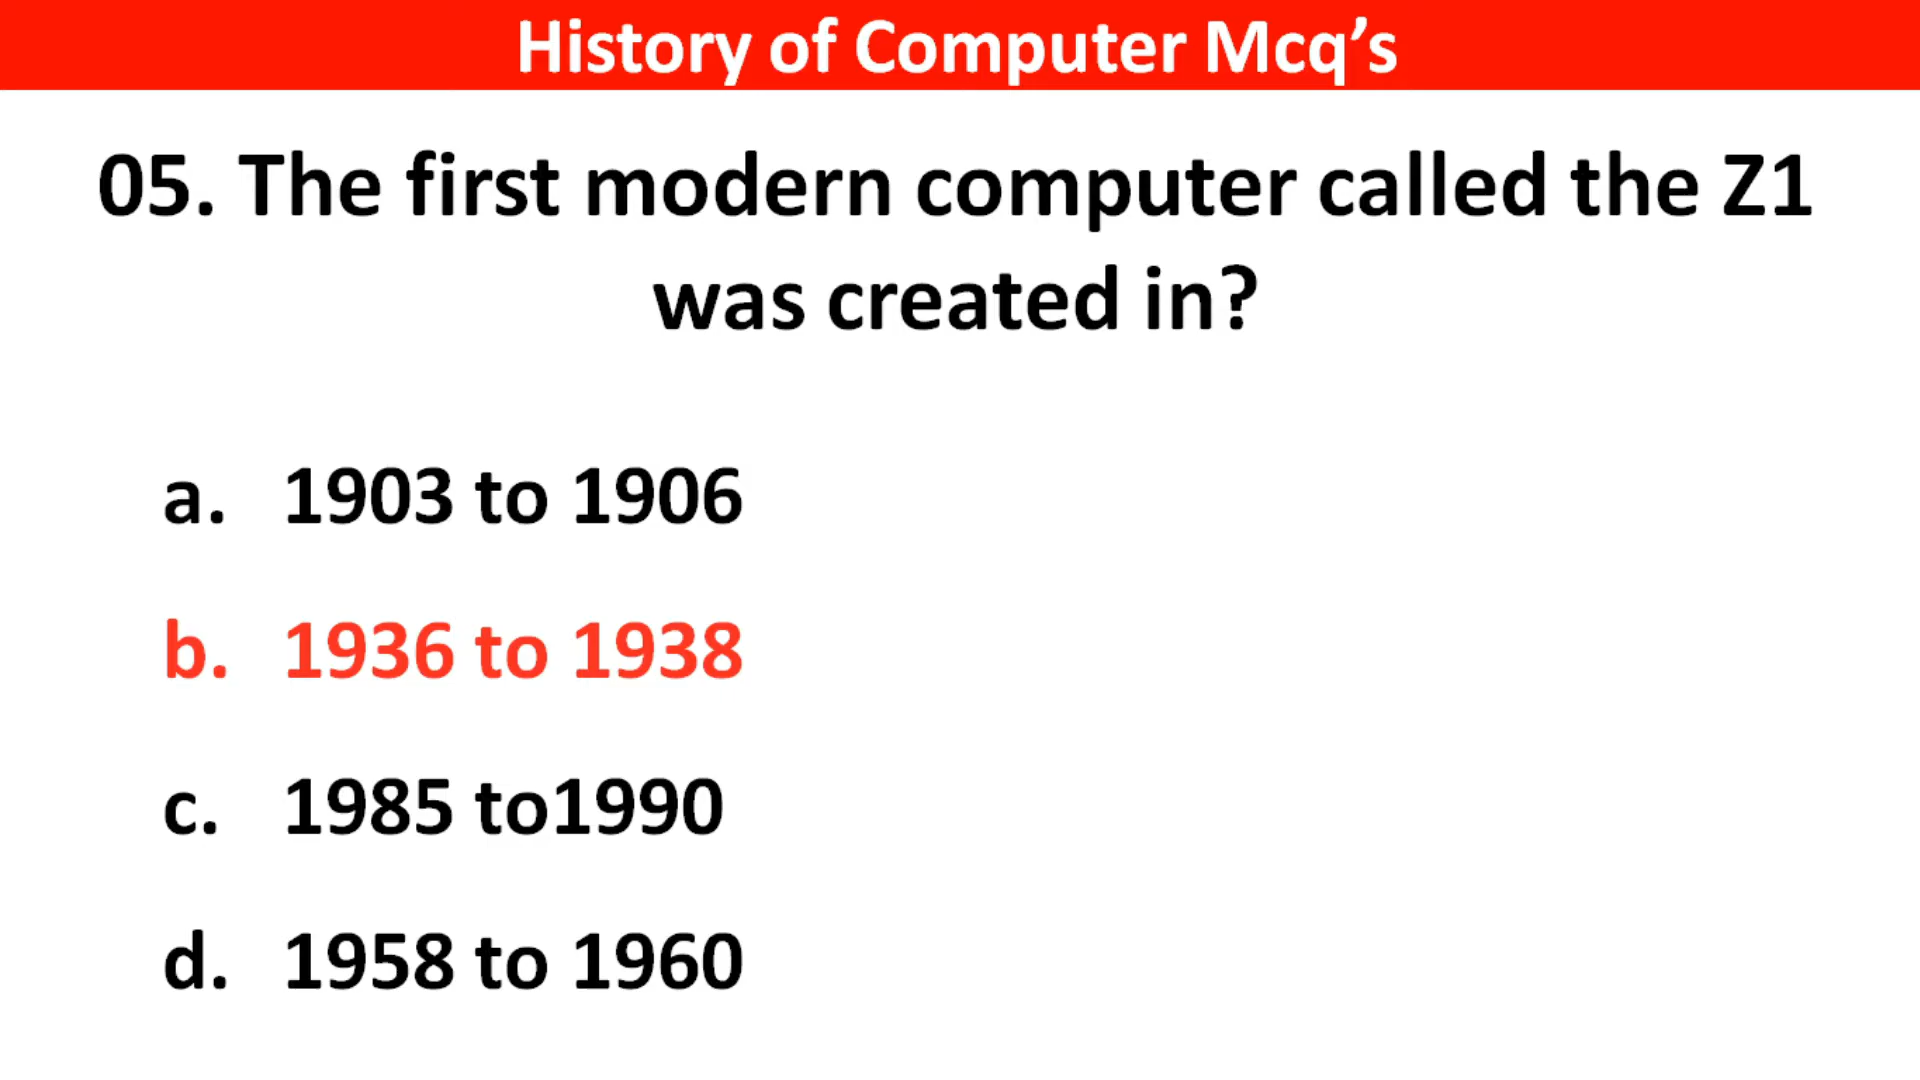 History of Computer Mcq’s
05. The first modern computer called the Z1
was created in?
a. 1903 to 1906
b. 1936 to 1938
c. 1985 to1990
d. 1958 to 1960